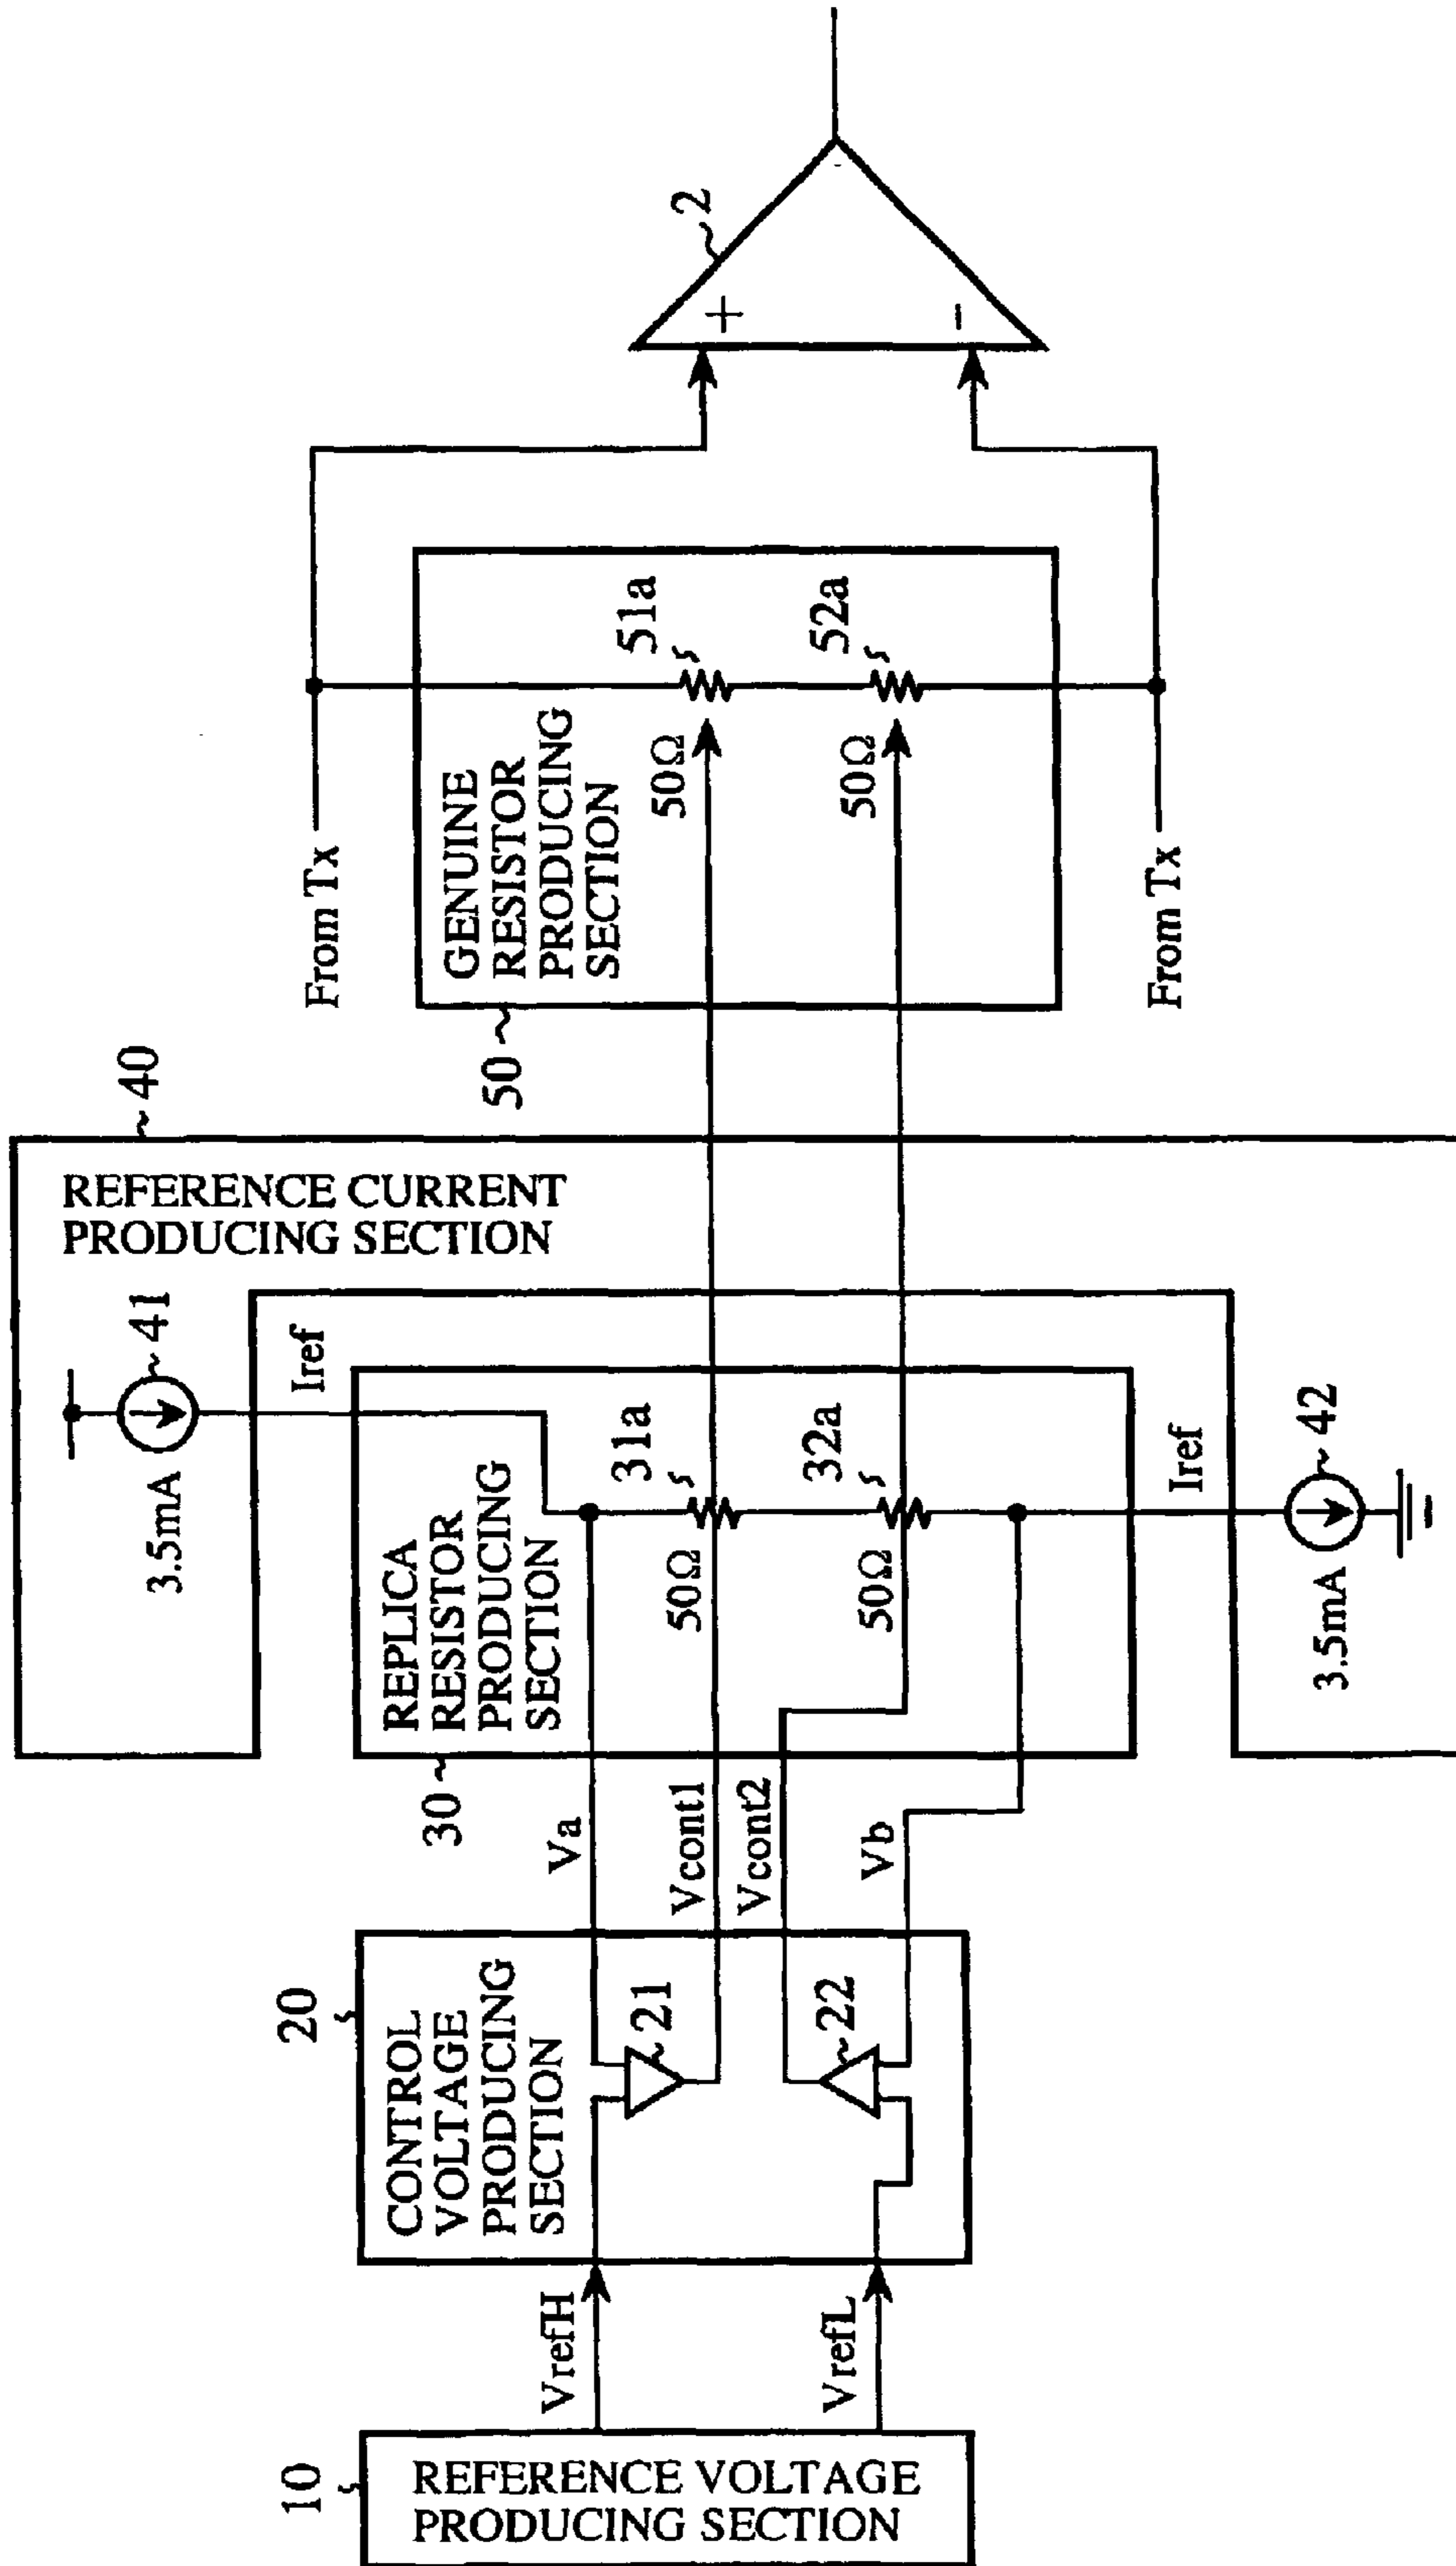 10
REFERENCE VOLTAGE
PRODUCING SECTION
VrefH
VrefL
20
CONTROL
VOLTAGE
PRODUCING
SECTION
21
22
Va
Vcont1
Vcont2
Vb
30
REPLICA
RESISTOR
PRODUCING
SECTION
50Ω
31a
50Ω
32a
REFERENCE CURRENT
PRODUCING SECTION
40
3.5mA
41
Iref
Iref
3.5mA
42
50
GENUINE
RESISTOR
PRODUCING
SECTION
50Ω
51a
50Ω
52a
From Tx
From Tx
2
+
-